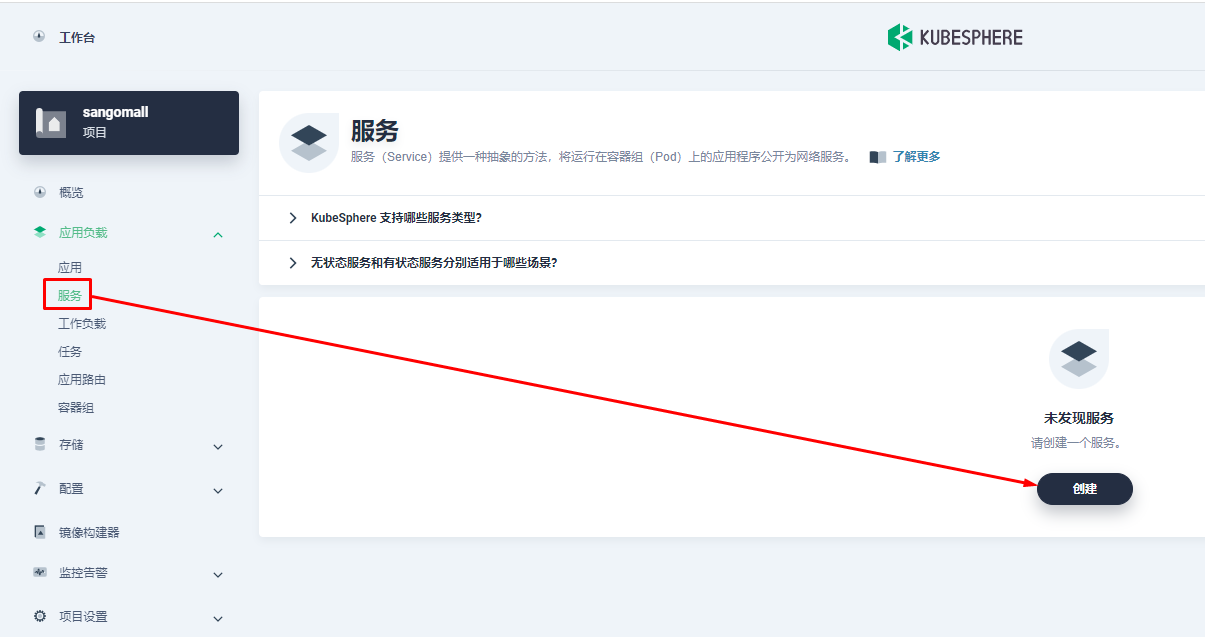 工作台
KUBESPHERE
sangomall
项目
概览
应用负载
应用
服务
工作负载
任务
应用路由
容器组
存储
配置
镜像构建器
监控告警
项目设置
服务
服务（Service）提供一种抽象的方法，将运行在容器组（Pod）上的应用程序公开为网络服务。 了解更多
KubeSphere 支持哪些服务类型?
无状态服务和有状态服务分别适用于哪些场景?
未发现服务
请创建一个服务。
创建